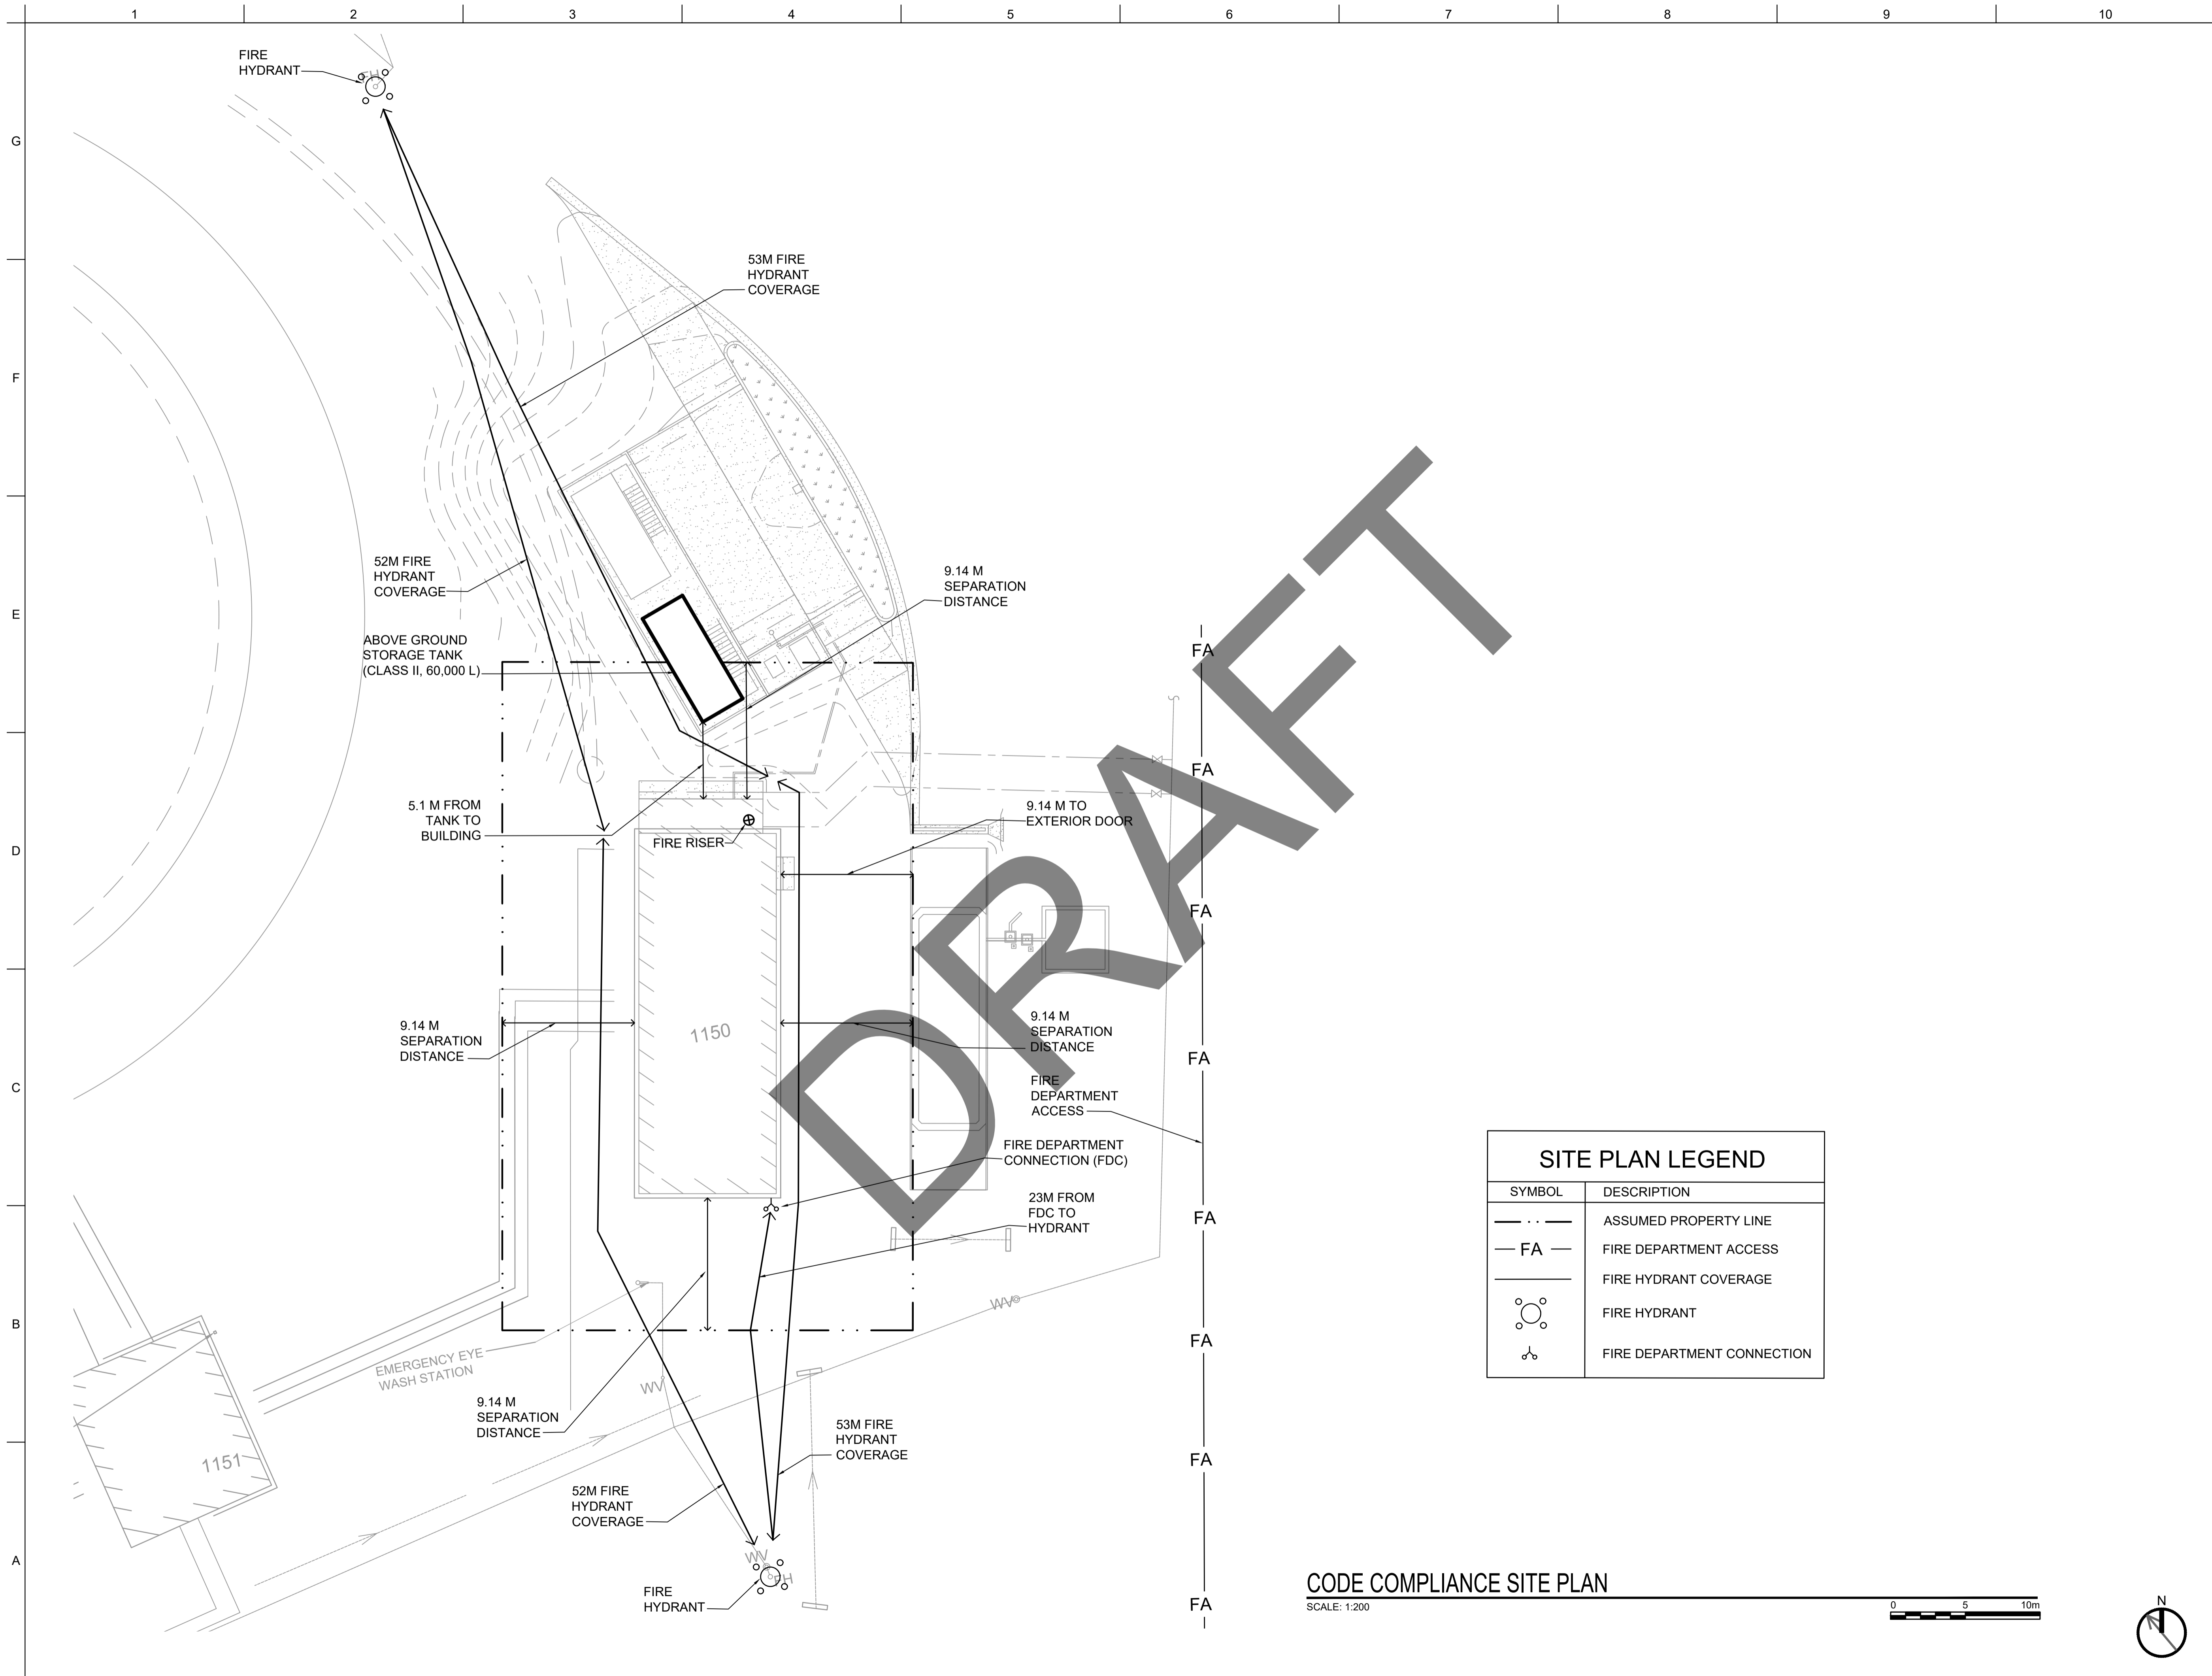 1 2 3 4 5 6 7 8 9 10
G
F
E
D
C
B
A
FIRE
HYDRANT
FH
53M FIRE
HYDRANT
COVERAGE
52M FIRE
HYDRANT
COVERAGE
9.14 M
SEPARATION
DISTANCE
ABOVE GROUND
STORAGE TANK
(CLASS II, 60,000 L)
5.1 M FROM
TANK TO
BUILDING
FIRE RISER
9.14 M TO
EXTERIOR DOOR
9.14 M
SEPARATION
DISTANCE
1150
9.14 M
SEPARATION
DISTANCE
FIRE
DEPARTMENT
ACCESS
FIRE DEPARTMENT
CONNECTION (FDC)
23M FROM
FDC TO
HYDRANT
WV
EMERGENCY EYE
WASH STATION
WV
9.14 M
SEPARATION
DISTANCE
53M FIRE
HYDRANT
COVERAGE
1151
52M FIRE
HYDRANT
COVERAGE
WV
FH
FIRE
HYDRANT
FA
FA
FA
FA
FA
FA
FA
FA
DRAFT
SITE PLAN LEGEND
SYMBOL DESCRIPTION
ASSUMED PROPERTY LINE
FA FIRE DEPARTMENT ACCESS
FIRE HYDRANT COVERAGE
FIRE HYDRANT
FIRE DEPARTMENT CONNECTION
CODE COMPLIANCE SITE PLAN
SCALE: 1:200
0 5 10m
N